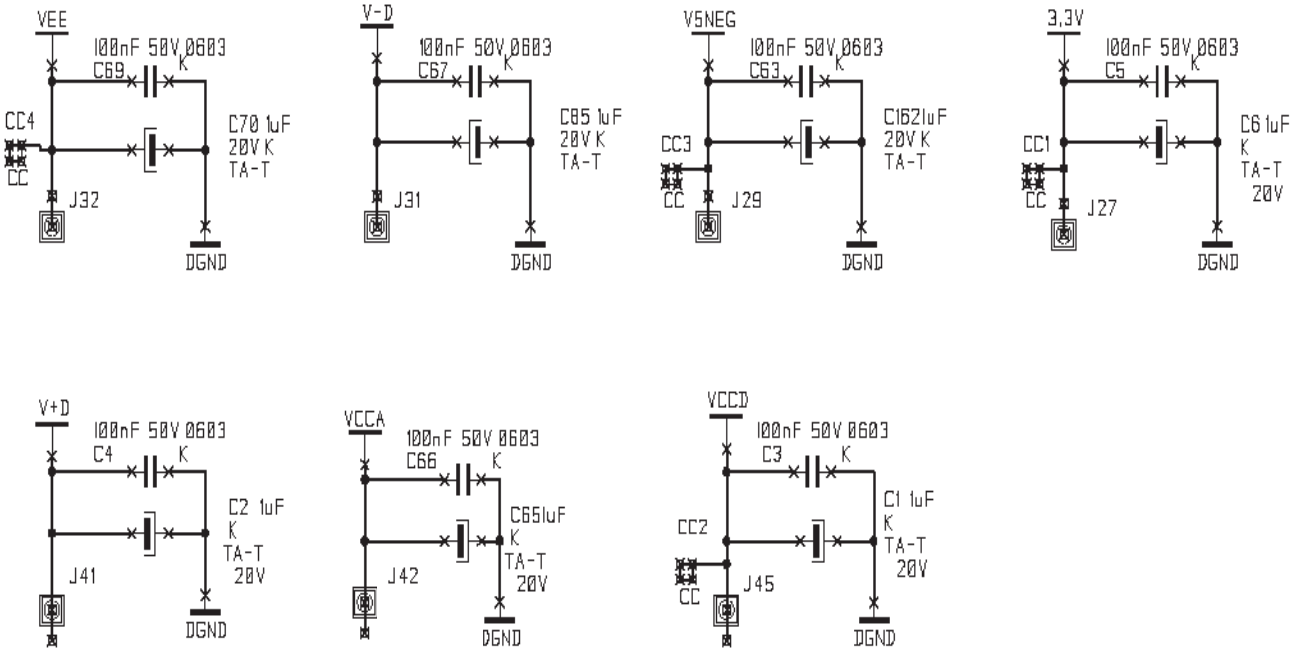 VEE
100nF 50V 0603
C69 K
CC4
CC
C70 1uF
20V K
TA-T
J32
DGND
V-D
100nF 50V 0603
C67 K
C85 1uF
20V K
TA-T
J31
DGND
V5NEG
100nF 50V 0603
C63 K
CC3
CC
C162 1uF
20V K
TA-T
J29
DGND
3,3V
100nF 50V 0603
C5 K
CC1
CC
C6 1uF
K
TA-T
20V
J27
DGND
V+D
100nF 50V 0603
C4 K
C2 1uF
K
TA-T
20V
J41
DGND
VCCA
100nF 50V 0603
C66 K
C65 1uF
K
TA-T
20V
J42
DGND
VCCD
100nF 50V 0603
C3 K
CC2
CC
C1 1uF
K
TA-T
20V
J45
DGND